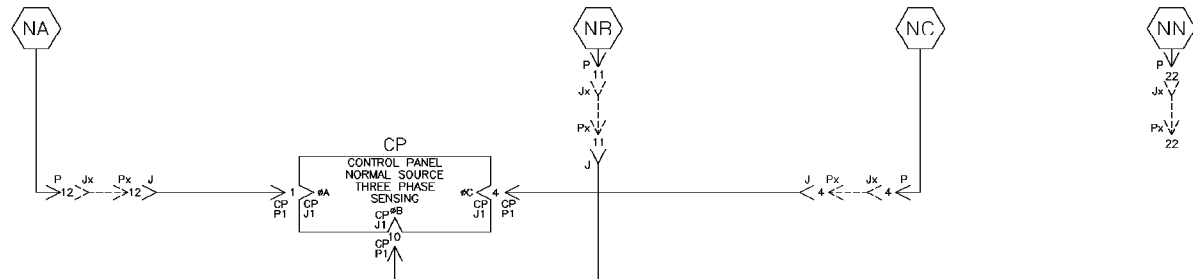 NA
NB
NC
NN
P
11
Jx
Px
11
J
P
22
Jx
Px
22
CP
CONTROL PANEL
NORMAL SOURCE
THREE PHASE
SENSING
P 12 Jx Px 12 J
1 øA
CP
P1
CP
J1
øC 4
CP
J1
CP
P1
CP øB
J1
10
CP
P1
J 4 Px Jx 4 P